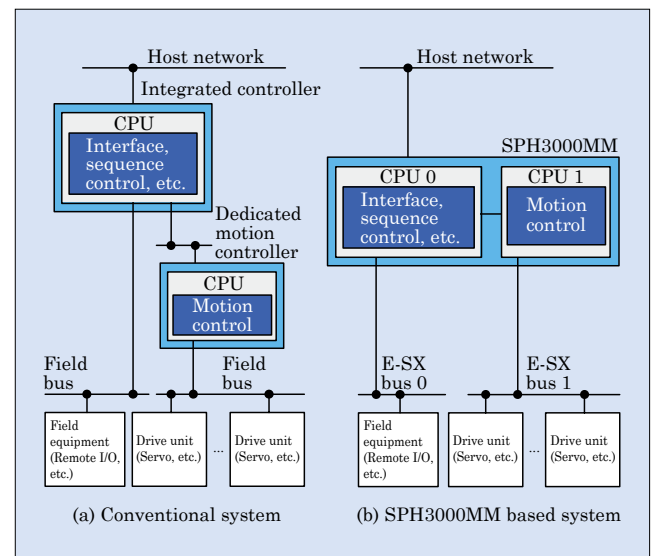 Host network
Integrated controller
CPU
Interface,
sequence
control, etc.
Dedicated
motion
controller
CPU
Motion
control
Field
bus
Field
bus
Field
equipment
(Remote I/O,
etc.)
Drive unit
(Servo, etc.)
...
Drive unit
(Servo, etc.)
(a) Conventional system
Host network
SPH3000MM
CPU 0
Interface,
sequence
control, etc.
CPU 1
Motion
control
E-SX
bus 0
E-SX
bus 1
Field
equipment
(Remote I/O,
etc.)
Drive unit
(Servo, etc.)
...
Drive unit
(Servo, etc.)
(b) SPH3000MM based system